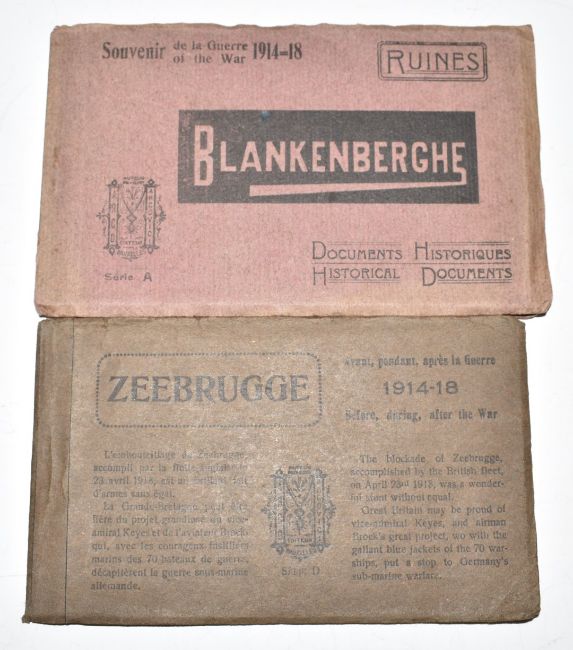 Souvenir de la Guerre 1914-18
of the War
RUINES
BLANKENBERGHE
Série A
DOCUMENTS HISTORIQUES
HISTORICAL DOCUMENTS
ZEEBRUGGE
Avant, pendant, après la Guerre
1914-18
Before, during, after the War
L'embouteillage de Zeebrugge,
accompli par la flotte anglaise le
23 avril 1918, est un brillant fait
d'armes sans égal.
La Grande-Bretagne peut être
fière du projet grandiose du vice-
amiral Keyes et de l'aviateur Brock
qui, avec les courageux fusiliers
marins des 70 bateaux de guerre,
décapitèrent la guerre sous-marine
allemande.
Série D
The blockade of Zeebrugge,
accomplished by the British fleet,
on April 23d 1918, was a wonder-
ful stunt without equal.
Great Britain may be proud of
vice-admiral Keyes, and airman
Brock's great project, wo with the
gallant blue jackets of the 70 war-
ships, put a stop to Germany's
sub-marine warfare.